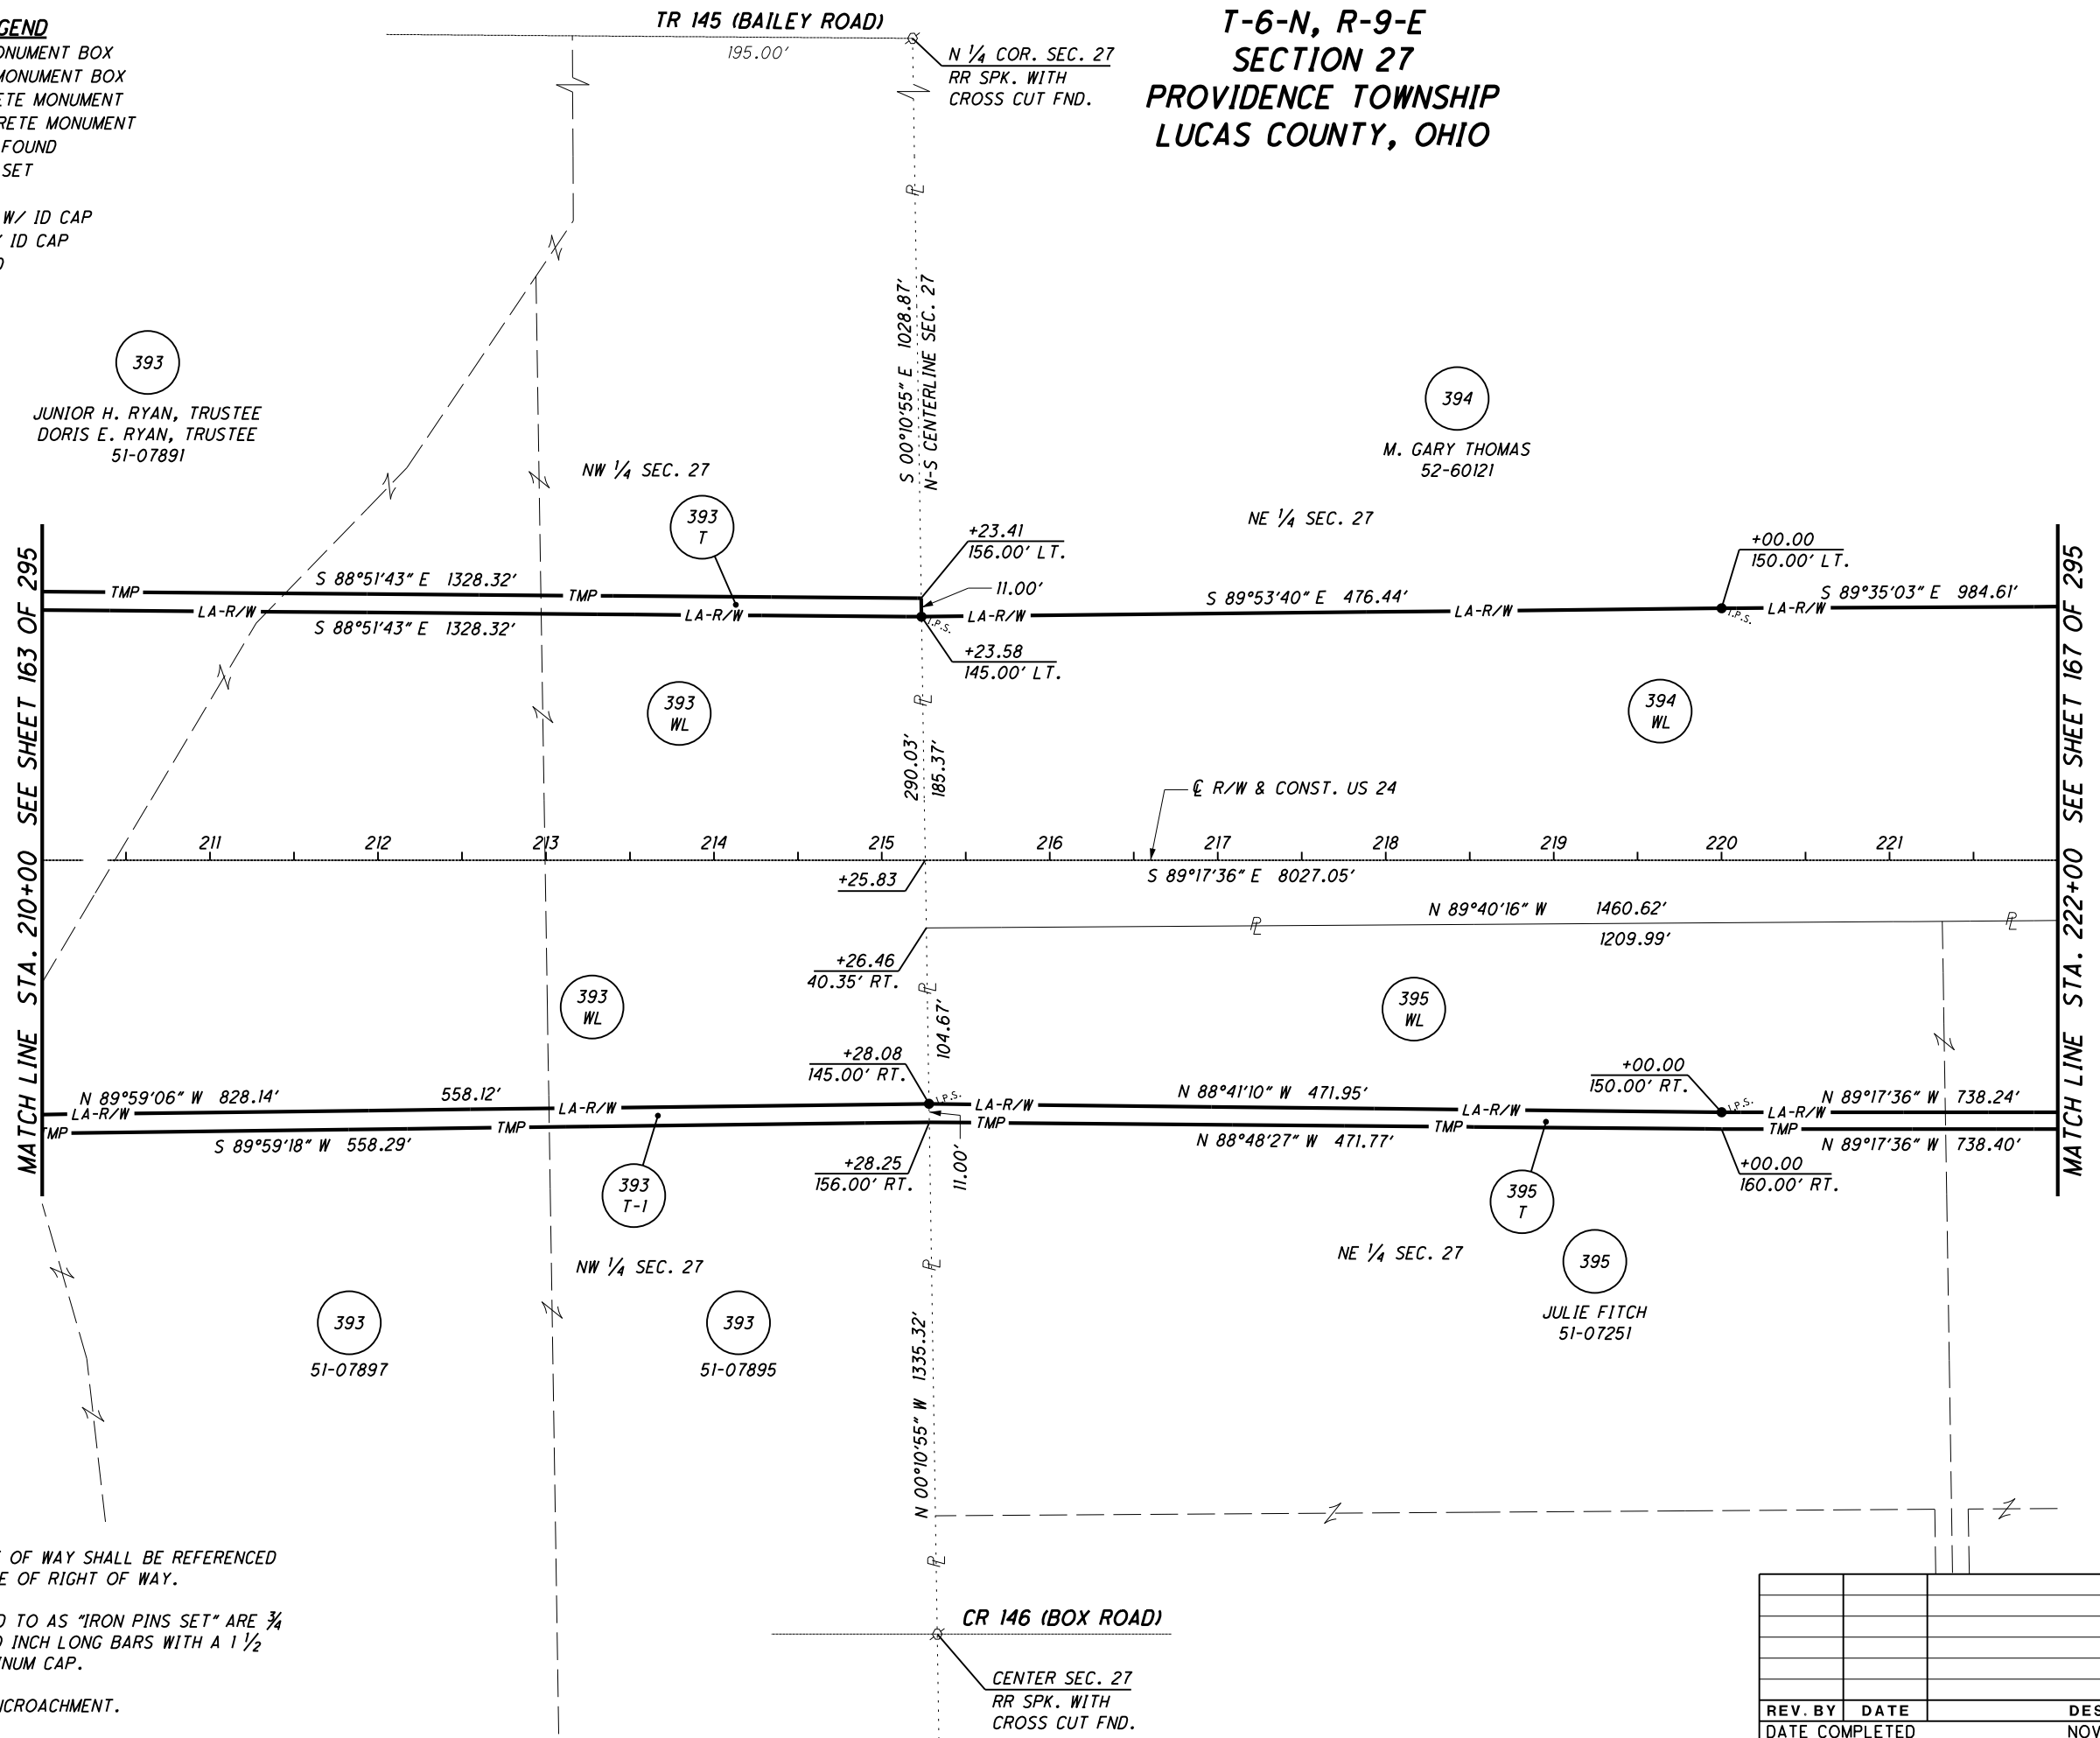 GEND
ONUMENT BOX
MONUMENT BOX
ETE MONUMENT
RETE MONUMENT
FOUND
SET
W/ ID CAP
ID CAP
TR 145 (BAILEY ROAD)
195.00'
N 1/4 COR. SEC. 27
RR SPK. WITH
CROSS CUT FND.
T-6-N, R-9-E
SECTION 27
PROVIDENCE TOWNSHIP
LUCAS COUNTY, OHIO
S 00°10'55" E 1028.87'
N-S CENTERLINE SEC. 27
393
JUNIOR H. RYAN, TRUSTEE
DORIS E. RYAN, TRUSTEE
51-07891
NW 1/4 SEC. 27
393
T
394
M. GARY THOMAS
52-60121
NE 1/4 SEC. 27
+23.41
156.00' LT.
11.00'
+00.00
150.00' LT.
MATCH LINE STA. 210+00 SEE SHEET 163 OF 295
MATCH LINE STA. 222+00 SEE SHEET 167 OF 295
S 88°51'43" E 1328.32'
TMP
TMP
S 89°53'40" E 476.44'
S 89°35'03" E 984.61'
LA-R/W
LA-R/W
LA-R/W
LA-R/W
LA-R/W
I.P.S.
I.P.S.
S 88°51'43" E 1328.32'
+23.58
145.00' LT.
393
WL
394
WL
290.03'
185.37'
℄ R/W & CONST. US 24
211
212
213
214
215
216
217
218
219
220
221
+25.83
S 89°17'36" E 8027.05'
N 89°40'16" W 1460.62'
1209.99'
+26.46
40.35' RT.
393
WL
395
WL
104.67'
+28.08
145.00' RT.
+00.00
150.00' RT.
N 89°59'06" W 828.14'
558.12'
N 88°41'10" W 471.95'
N 89°17'36" W 738.24'
LA-R/W
LA-R/W
LA-R/W
LA-R/W
LA-R/W
I.P.S.
I.P.S.
TMP
TMP
TMP
TMP
TMP
S 89°59'18" W 558.29'
N 88°48'27" W 471.77'
N 89°17'36" W 738.40'
+28.25
156.00' RT.
11.00'
+00.00
160.00' RT.
393
T-1
395
T
NW 1/4 SEC. 27
NE 1/4 SEC. 27
395
JULIE FITCH
51-07251
393
51-07897
393
51-07895
N 00°10'55" W 1335.32'
OF WAY SHALL BE REFERENCED
E OF RIGHT OF WAY.
D TO AS "IRON PINS SET" ARE 3/4
INCH LONG BARS WITH A 1 1/2
NUM CAP.
NCROACHMENT.
CR 146 (BOX ROAD)
CENTER SEC. 27
RR SPK. WITH
CROSS CUT FND.
REV. BY DATE DES
DATE COMPLETED NOV